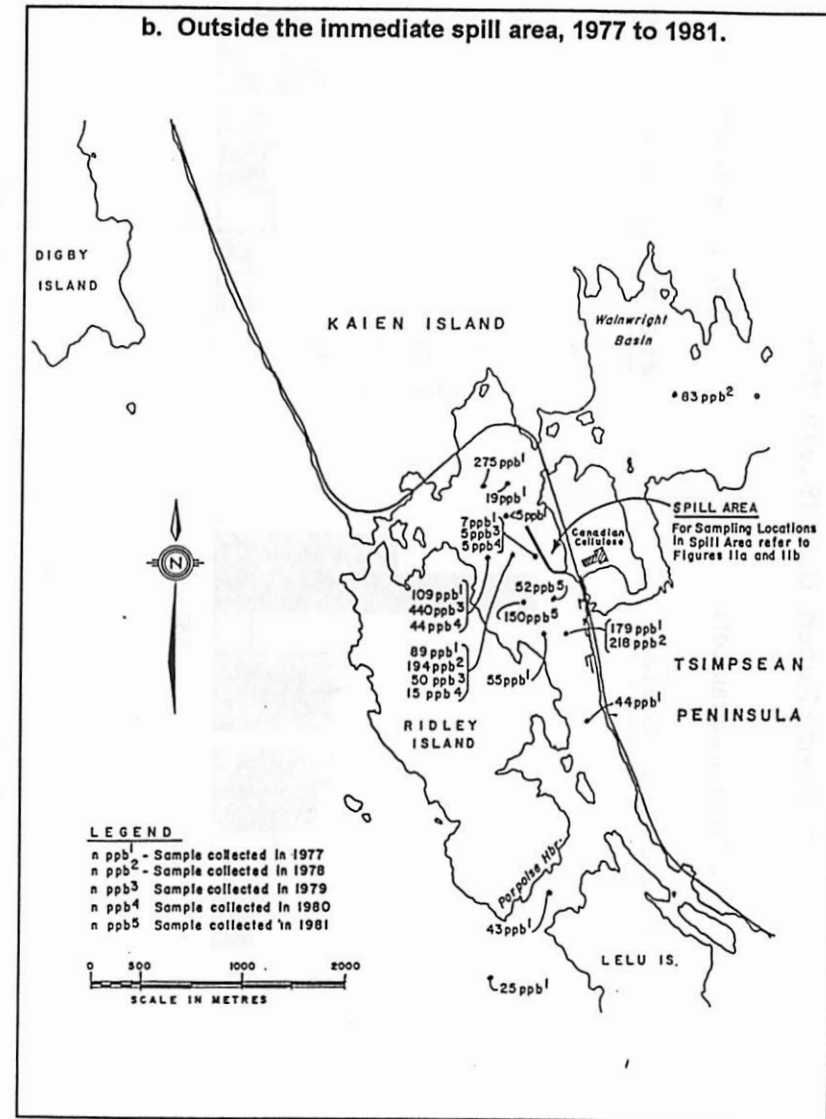 b. Outside the immediate spill area, 1977 to 1981.
DIGBY
ISLAND
KAIEN ISLAND
Wainwright
Basin
83 ppb²
275 ppb¹
19 ppb¹
<5 ppb¹
7 ppb¹
5 ppb³
5 ppb⁴
SPILL AREA
For Sampling Locations
in Spill Area refer to
Figures IIa and IIb
Canadian
Cellulose
N
109 ppb¹
440 ppb³
44 ppb⁴
52 ppb⁵
150 ppb⁵
89 ppb¹
194 ppb²
50 ppb³
15 ppb⁴
55 ppb¹
179 ppb¹
218 ppb²
TSIMPSEAN
PENINSULA
44 ppb¹
RIDLEY
ISLAND
Porpoise Hbr.
43 ppb¹
LELU IS.
25 ppb¹
LEGEND
n ppb¹ - Sample collected in 1977
n ppb² - Sample collected in 1978
n ppb³ Sample collected in 1979
n ppb⁴ Sample collected in 1980
n ppb⁵ Sample collected in 1981
0 500 1000 2000
SCALE IN METRES